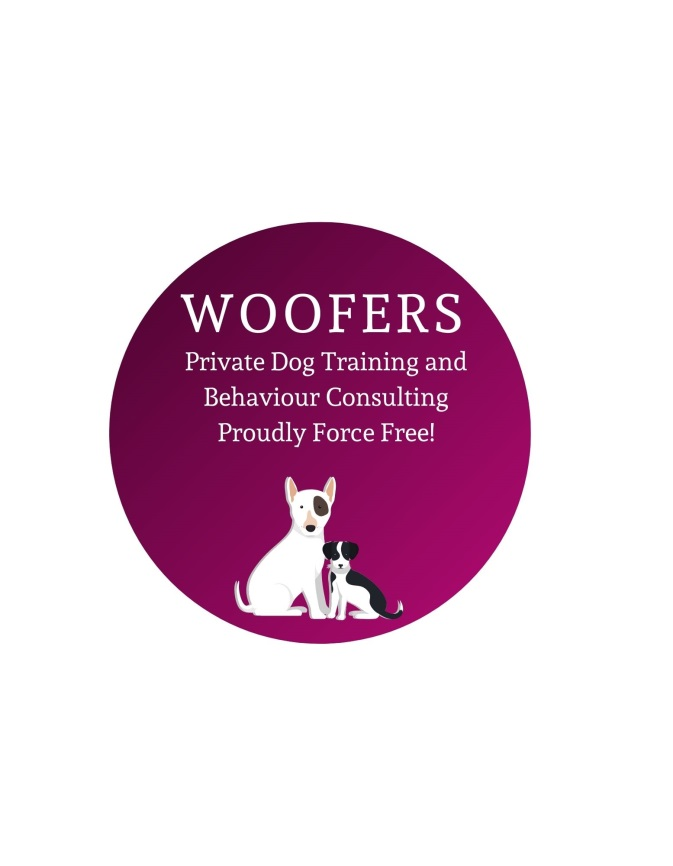 WOOFERS
Private Dog Training and
Behaviour Consulting
Proudly Force Free!